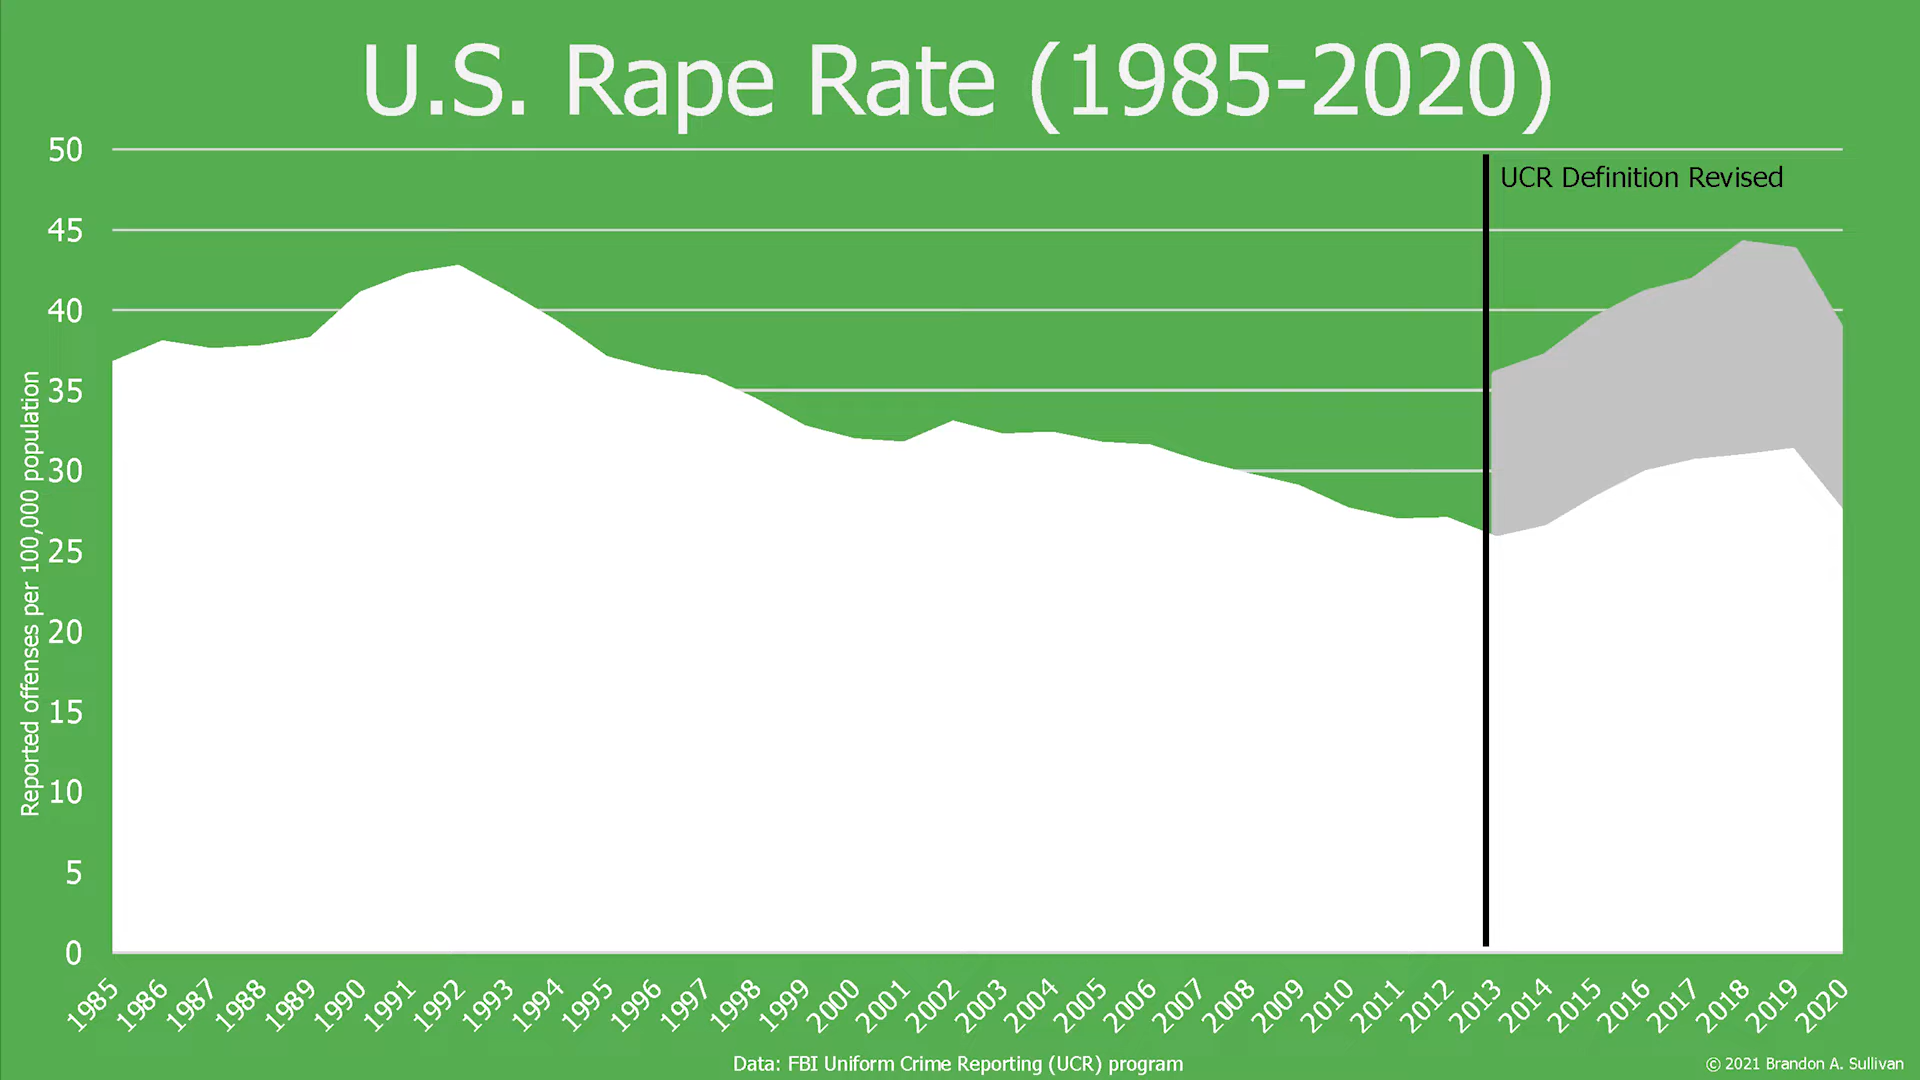 U.S. Rape Rate (1985-2020)
50
UCR Definition Revised
45
40
35
30
25
20
15
10
5
0
Reported offenses per 100,000 population
1985 1986 1987 1988 1989 1990 1991 1992 1993 1994 1995 1996 1997 1998 1999 2000 2001 2002 2003 2004 2005 2006 2007 2008 2009 2010 2011 2012 2013 2014 2015 2016 2017 2018 2019 2020
Data: FBI Uniform Crime Reporting (UCR) program
© 2021 Brandon A. Sullivan